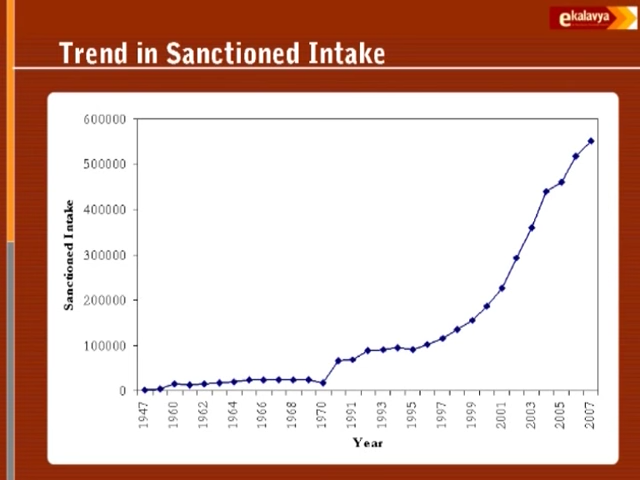 ekalavya
Trend in Sanctioned Intake
600000
500000
400000
300000
200000
100000
0
Sanctioned Intake
1947 1960 1962 1964 1966 1968 1970 1991 1993 1995 1997 1999 2001 2003 2005 2007
Year